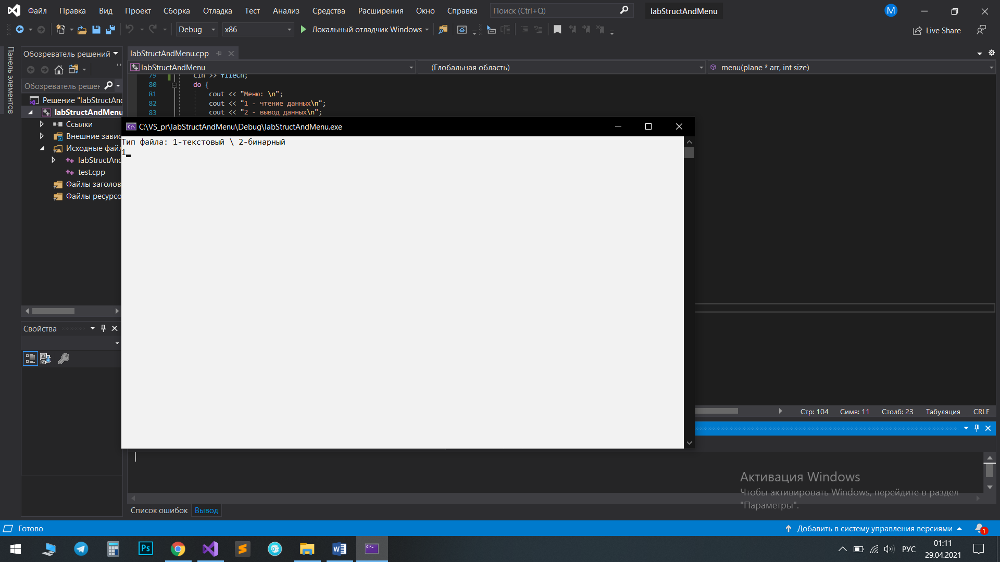 Файл Правка Вид Проект Сборка Отладка Тест Анализ Средства Расширения Окно Справка Поиск (Ctrl+Q) labStructAndMenu M
Debug x86 Локальный отладчик Windows Live Share
Панель элементов
Обозреватель решений
Обозреватель решен
Решение "labStructAnd
labStructAndMenu
Ссылки
Внешние завис
Исходные файл
labStructAnd
test.cpp
Файлы заголов
Файлы ресурсо
Свойства
labStructAndMenu.cpp
labStructAndMenu (Глобальная область) menu(plane * arr, int size)
79 cin >> fileCh;
80 do {
81 cout << "Меню: \n";
82 cout << "1 - чтение данных\n";
83 cout << "2 - вывод данных\n";
C:\VS_pr\labStructAndMenu\Debug\labStructAndMenu.exe
Тип файла: 1-текстовый \ 2-бинарный
1
Стр: 104 Симв: 11 Столб: 23 Табуляция CRLF
Активация Windows
Чтобы активировать Windows, перейдите в раздел
"Параметры".
Список ошибок Вывод
Готово Добавить в систему управления версиями 1
Ps РУС 01:11
29.04.2021